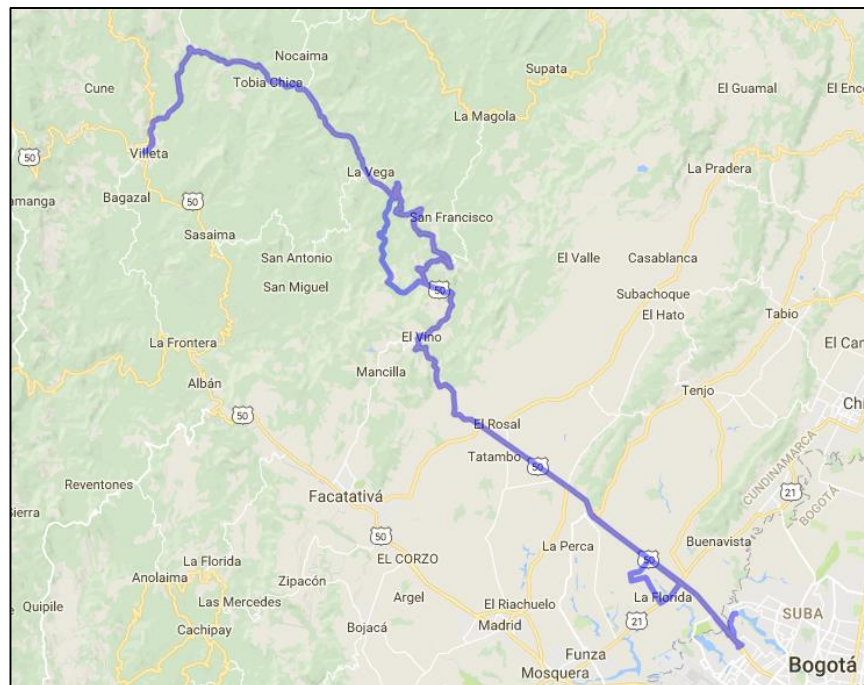 Nocaima
Supata
Cune
Tobia Chica
El Guamal
El Enco
La Magola
50
Villeta
La Vega
La Pradera
amanga
Bagazal
50
San Francisco
Sasaima
San Antonio
El Valle
Casablanca
San Miguel
50
Subachoque
Tabio
El Hato
La Frontera
El Vino
El Can
Mancilla
Albán
Tenjo
Chi
50
El Rosal
CUNDINAMARCA
BOGOTÁ
Tatambo
50
Reventones
Facatativá
21
Sierra
50
La Perca
Buenavista
EL CORZO
50
La Florida
Anolaima
Zipacón
La Florida
Quipile
Las Mercedes
Argel
El Riachuelo
SUBA
21
Cachipay
Bojacá
Madrid
Funza
Mosquera
Bogotá